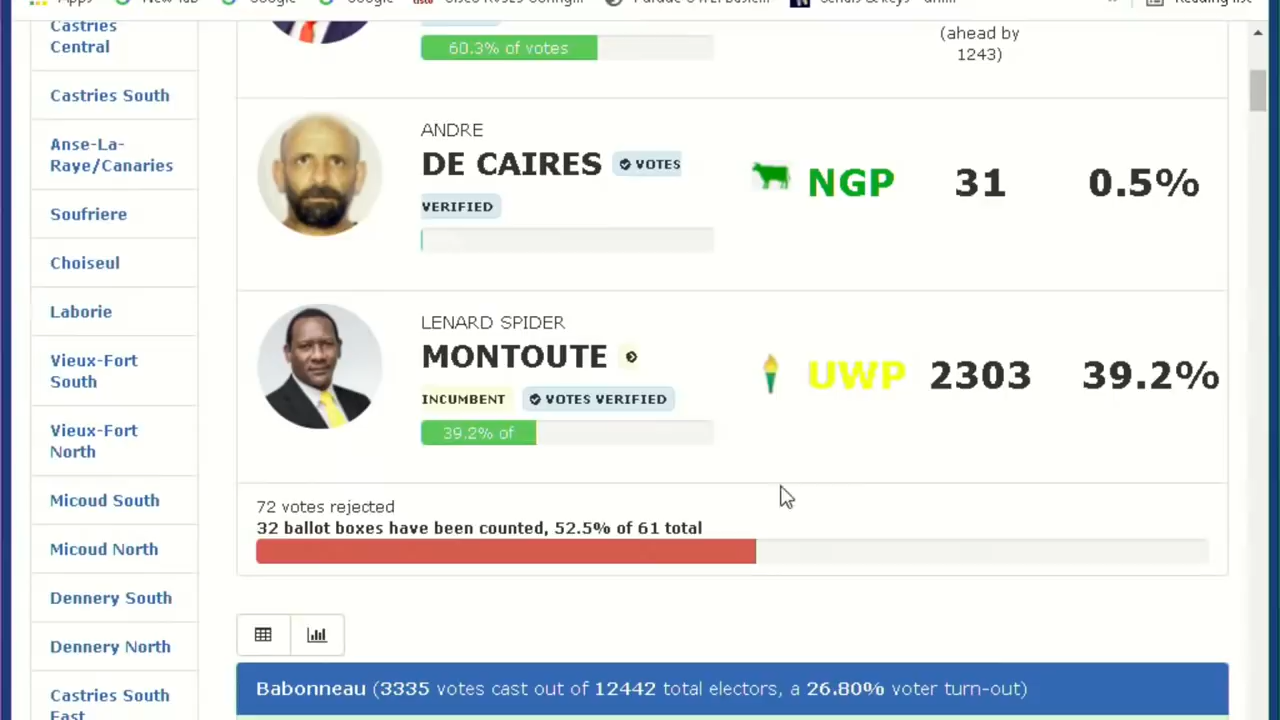 Apps New Tab Google Google
Reading list
Castries
Central
Castries South
Anse-La-
Raye/Canaries
Soufriere
Choiseul
Laborie
Vieux-Fort
South
Vieux-Fort
North
Micoud South
Micoud North
Dennery South
Dennery North
Castries South
East
60.3% of votes
(ahead by
1243)
ANDRE
DE CAIRES VOTES
VERIFIED
NGP 31 0.5%
LENARD SPIDER
MONTOUTE
INCUMBENT VOTES VERIFIED
39.2% of
UWP 2303 39.2%
72 votes rejected
32 ballot boxes have been counted, 52.5% of 61 total
Babonneau (3335 votes cast out of 12442 total electors, a 26.80% voter turn-out)